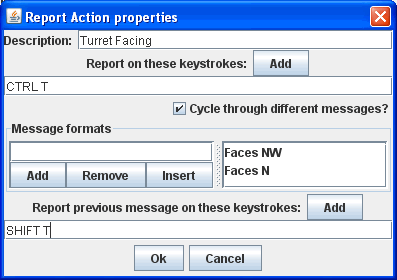 Report Action properties
Description: Turret Facing
Report on these keystrokes: Add
CTRL T
Cycle through different messages?
Message formats
Add Remove Insert
Faces NW
Faces N
Report previous message on these keystrokes: Add
SHIFT T
Ok Cancel